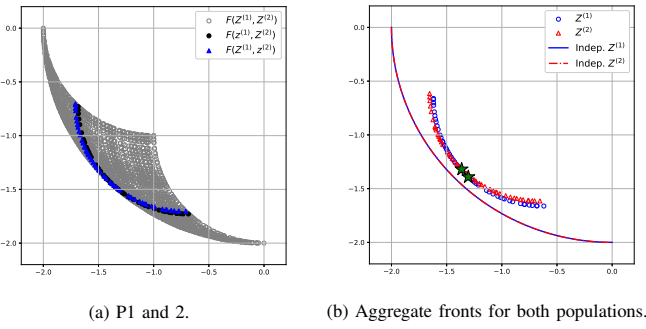 F(Z⁽¹⁾, Z⁽²⁾)
F(z⁽¹⁾, Z⁽²⁾)
F(Z⁽¹⁾, z⁽²⁾)
0.0
−0.5
−1.0
−1.5
−2.0
−2.0 −1.5 −1.0 −0.5 0.0
(a) P1 and 2.
Z⁽¹⁾
Z⁽²⁾
Indep. Z⁽¹⁾
Indep. Z⁽²⁾
0.0
−0.5
−1.0
−1.5
−2.0
−2.0 −1.5 −1.0 −0.5 0.0
(b) Aggregate fronts for both populations.